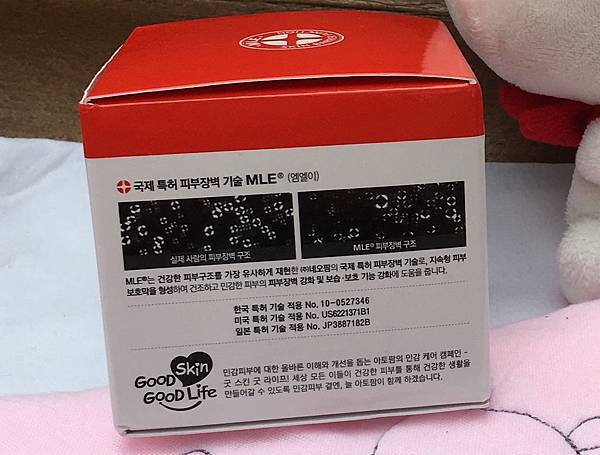 국제 특허 피부장벽 기술 MLE® (엠엘이)
실제 사람의 피부장벽 구조
MLE® 피부장벽 구조
MLE®는 건강한 피부구조를 가장 유사하게 재현한 ㈜네오팜의 국제 특허 피부장벽 기술로, 지속형 피부
보호막을 형성하여 건조하고 민감한 피부의 피부장벽 강화 및 보습·보호 기능 강화에 도움을 줍니다.
한국 특허 기술 적용 No. 10-0527346
미국 특허 기술 적용 No. US6221371B1
일본 특허 기술 적용 No. JP3887182B
GOOD Skin
GOOD Life
민감피부에 대한 올바른 이해와 개선을 돕는 아토팜의 민감 케어 캠페인 -
굿 스킨 굿 라이프! 세상 모든 이들이 건강한 피부를 통해 건강한 생활을
만들어갈 수 있도록 민감피부 곁엔, 늘 아토팜이 함께 하겠습니다.